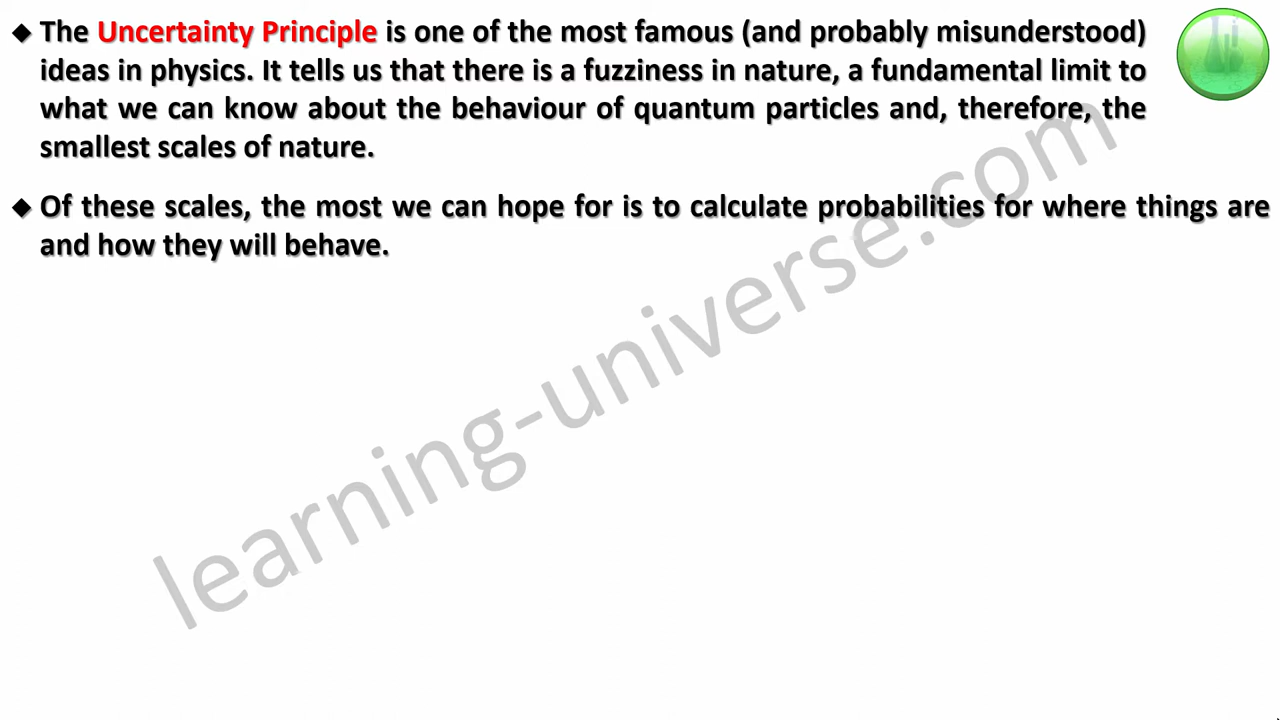 ◆ The Uncertainty Principle is one of the most famous (and probably misunderstood)
ideas in physics. It tells us that there is a fuzziness in nature, a fundamental limit to
what we can know about the behaviour of quantum particles and, therefore, the
smallest scales of nature.
◆ Of these scales, the most we can hope for is to calculate probabilities for where things are
and how they will behave.
learning-universe.com